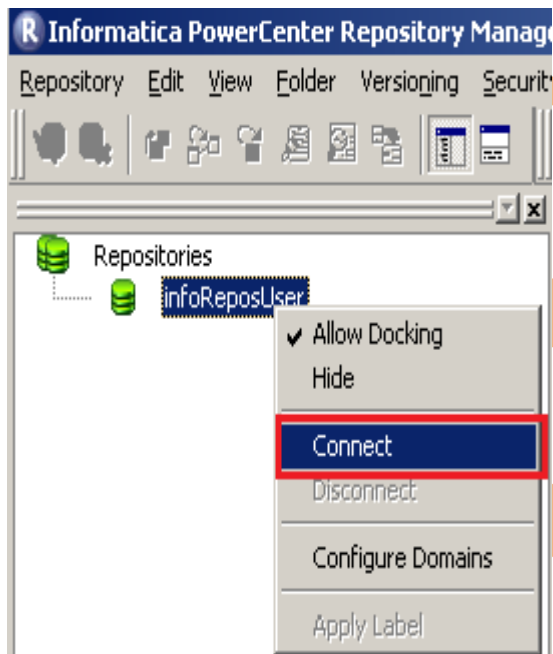 R Informatica PowerCenter Repository Manag
Repository Edit View Folder Versioning Securit
Repositories
infoReposUser
Allow Docking
Hide
Connect
Disconnect
Configure Domains
Apply Label